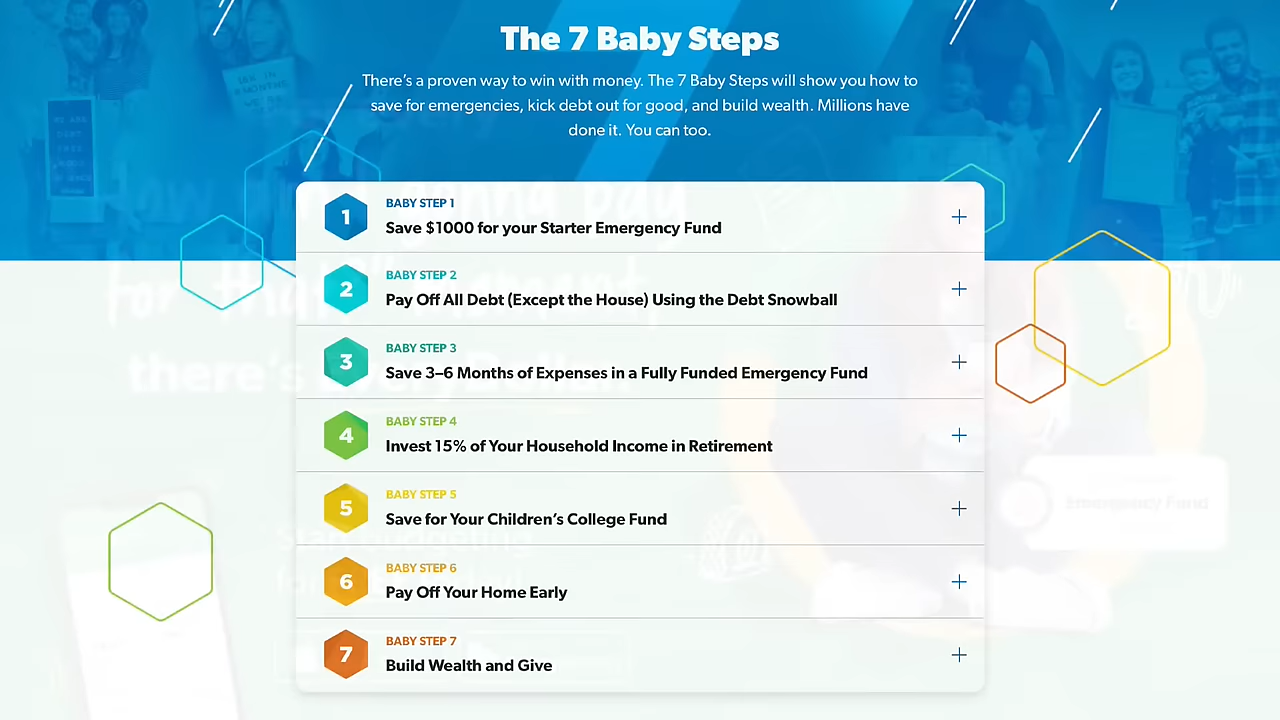 The 7 Baby Steps
There's a proven way to win with money. The 7 Baby Steps will show you how to
save for emergencies, kick debt out for good, and build wealth. Millions have
done it. You can too.
1
BABY STEP 1
Save $1000 for your Starter Emergency Fund
2
BABY STEP 2
Pay Off All Debt (Except the House) Using the Debt Snowball
3
BABY STEP 3
Save 3–6 Months of Expenses in a Fully Funded Emergency Fund
4
BABY STEP 4
Invest 15% of Your Household Income in Retirement
5
BABY STEP 5
Save for Your Children's College Fund
6
BABY STEP 6
Pay Off Your Home Early
7
BABY STEP 7
Build Wealth and Give
Emergency Fund